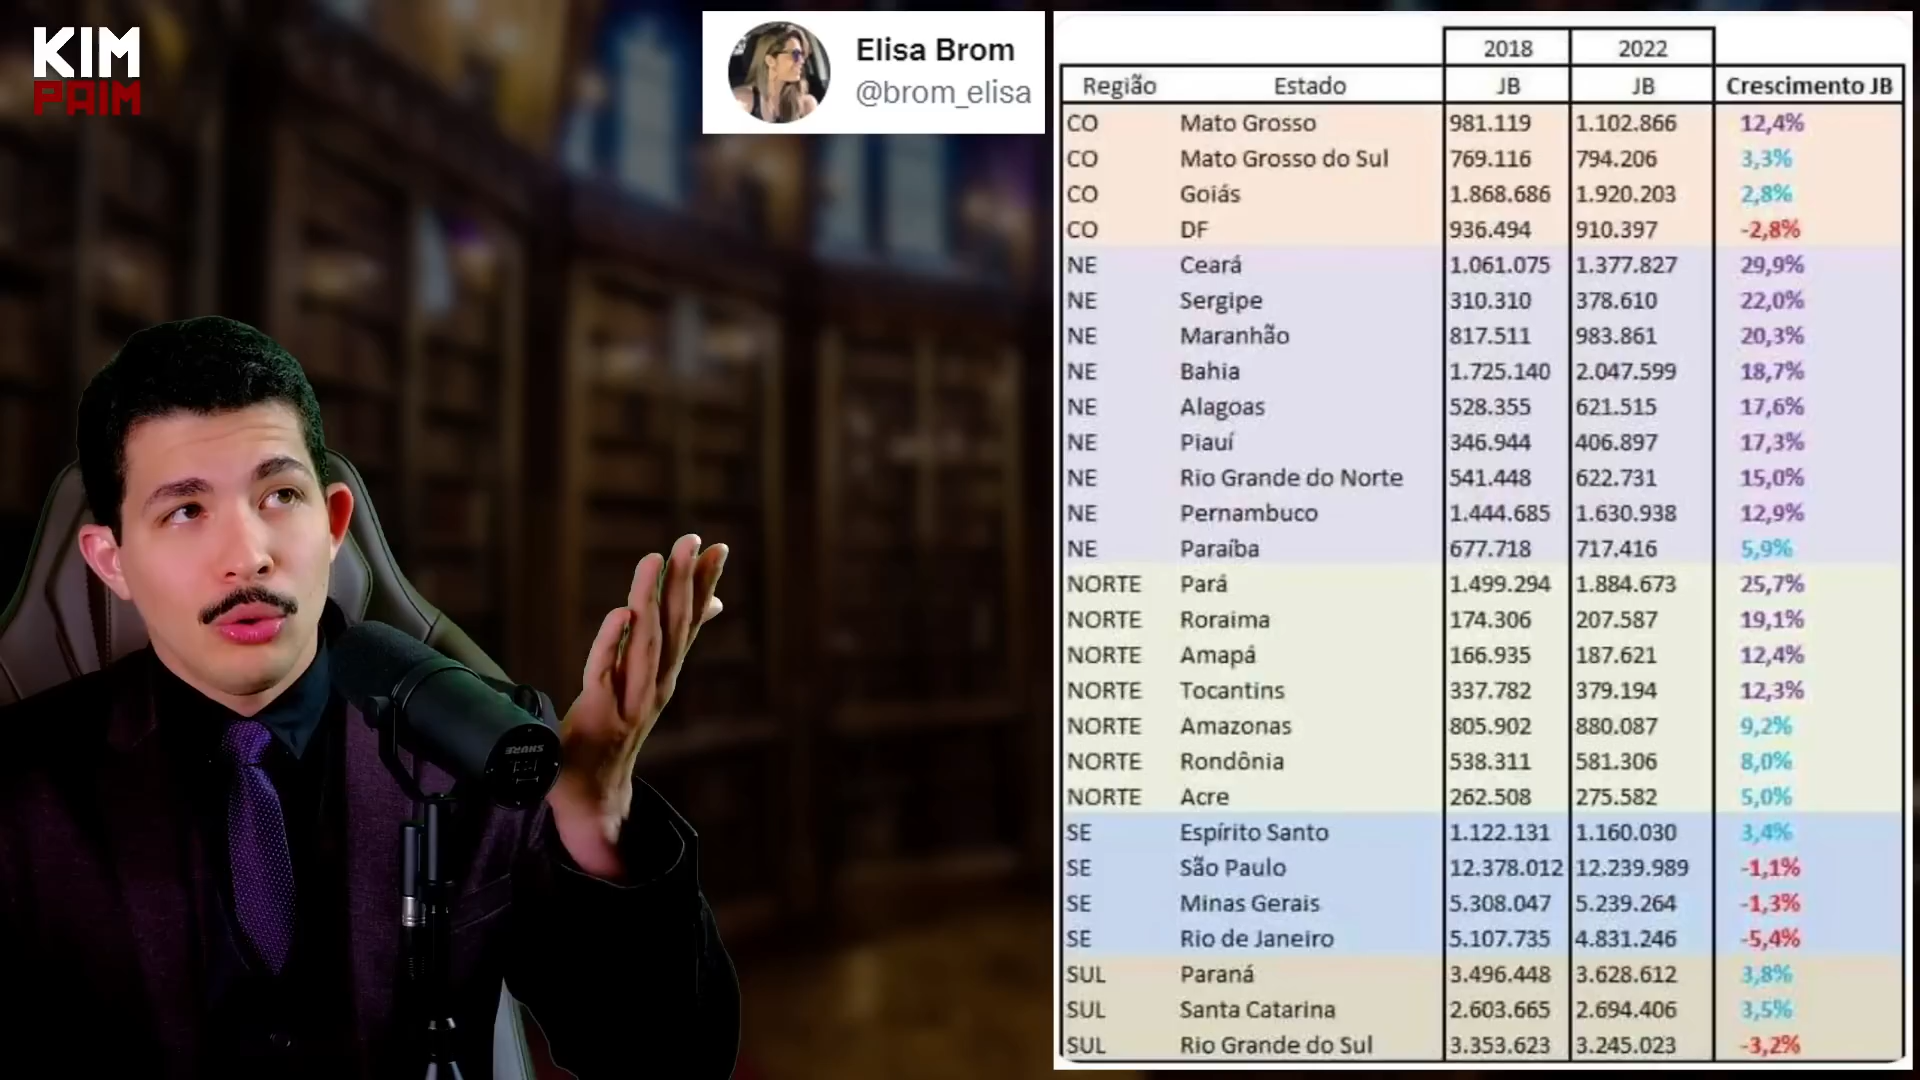 KIM
PAIM
Elisa Brom
@brom_elisa
2018 2022
Região Estado JB JB Crescimento JB
CO Mato Grosso 981.119 1.102.866 12,4%
CO Mato Grosso do Sul 769.116 794.206 3,3%
CO Goiás 1.868.686 1.920.203 2,8%
CO DF 936.494 910.397 -2,8%
NE Ceará 1.061.075 1.377.827 29,9%
NE Sergipe 310.310 378.610 22,0%
NE Maranhão 817.511 983.861 20,3%
NE Bahia 1.725.140 2.047.599 18,7%
NE Alagoas 528.355 621.515 17,6%
NE Piauí 346.944 406.897 17,3%
NE Rio Grande do Norte 541.448 622.731 15,0%
NE Pernambuco 1.444.685 1.630.938 12,9%
NE Paraíba 677.718 717.416 5,9%
NORTE Pará 1.499.294 1.884.673 25,7%
NORTE Roraima 174.306 207.587 19,1%
NORTE Amapá 166.935 187.621 12,4%
NORTE Tocantins 337.782 379.194 12,3%
NORTE Amazonas 805.902 880.087 9,2%
NORTE Rondônia 538.311 581.306 8,0%
NORTE Acre 262.508 275.582 5,0%
SE Espírito Santo 1.122.131 1.160.030 3,4%
SE São Paulo 12.378.012 12.239.989 -1,1%
SE Minas Gerais 5.308.047 5.239.264 -1,3%
SE Rio de Janeiro 5.107.735 4.831.246 -5,4%
SUL Paraná 3.496.448 3.628.612 3,8%
SUL Santa Catarina 2.603.665 2.694.406 3,5%
SUL Rio Grande do Sul 3.353.623 3.245.023 -3,2%
SHURE